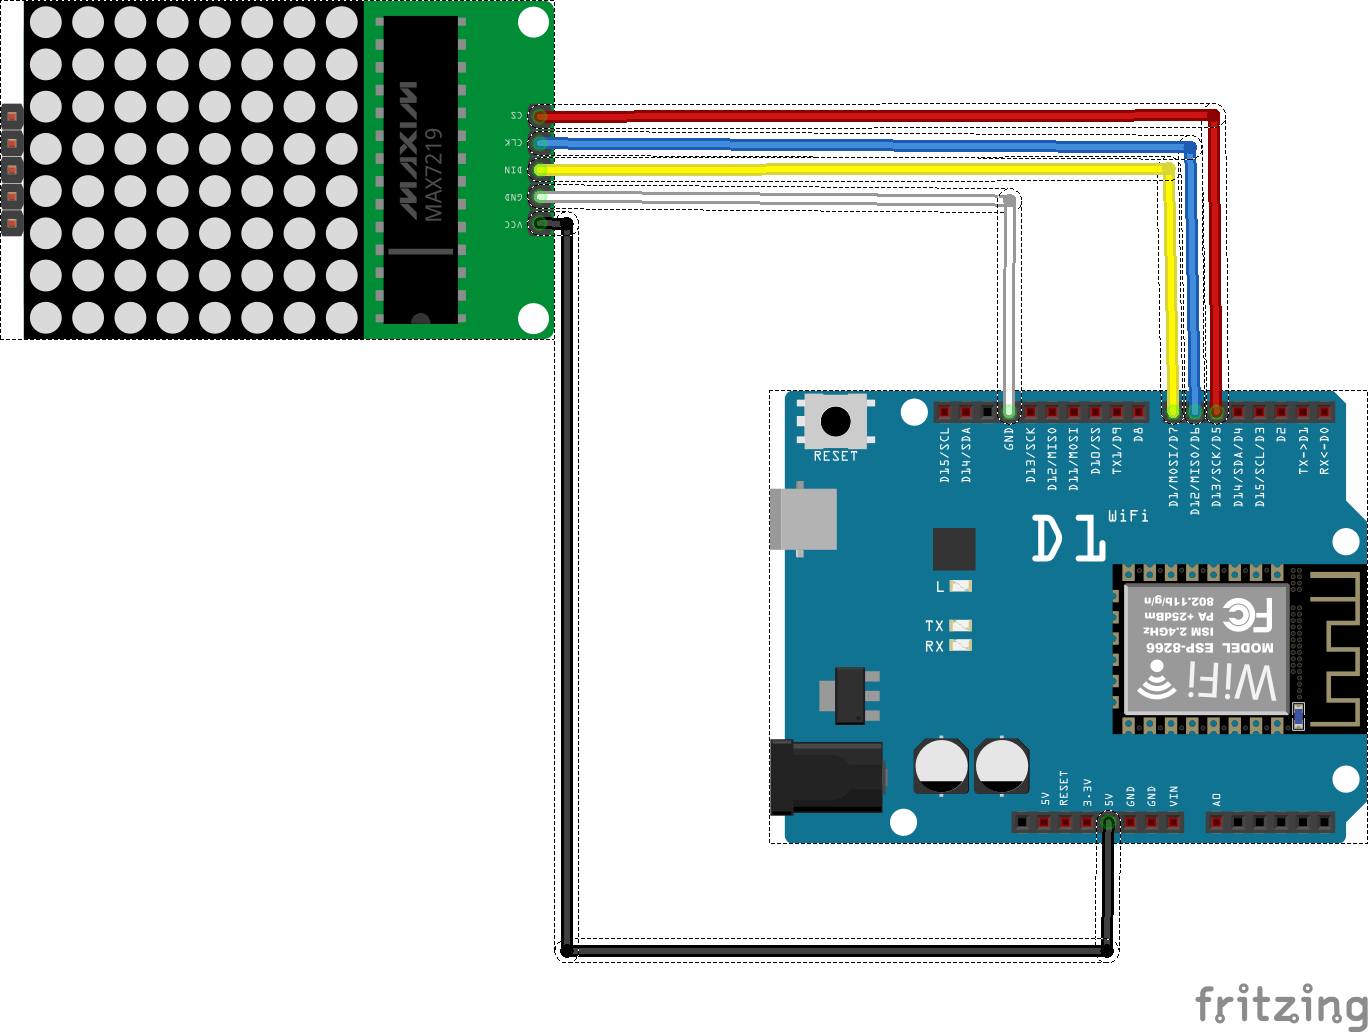 CS
CLK
DIN
GND
VCC
MAXIM
MAX7219
RESET
D15/SCL
D14/SDA
GND
D13/SCK
D12/MISO
D11/MOSI
D10/SS
TX1/D9
D8
D1/MOSI/D7
D12/MISO/D6
D13/SCK/D5
D14/SDA/D4
D15/SCL/D3
D2
TX->D1
RX<-D0
D1 WiFi
L
TX
RX
WiFi
MODEL ESP-8266
ISM 2.4GHz
PA +25dBm
802.11b/g/n
FC
5V
RESET
3.3V
5V
GND
GND
VIN
A0
fritzing